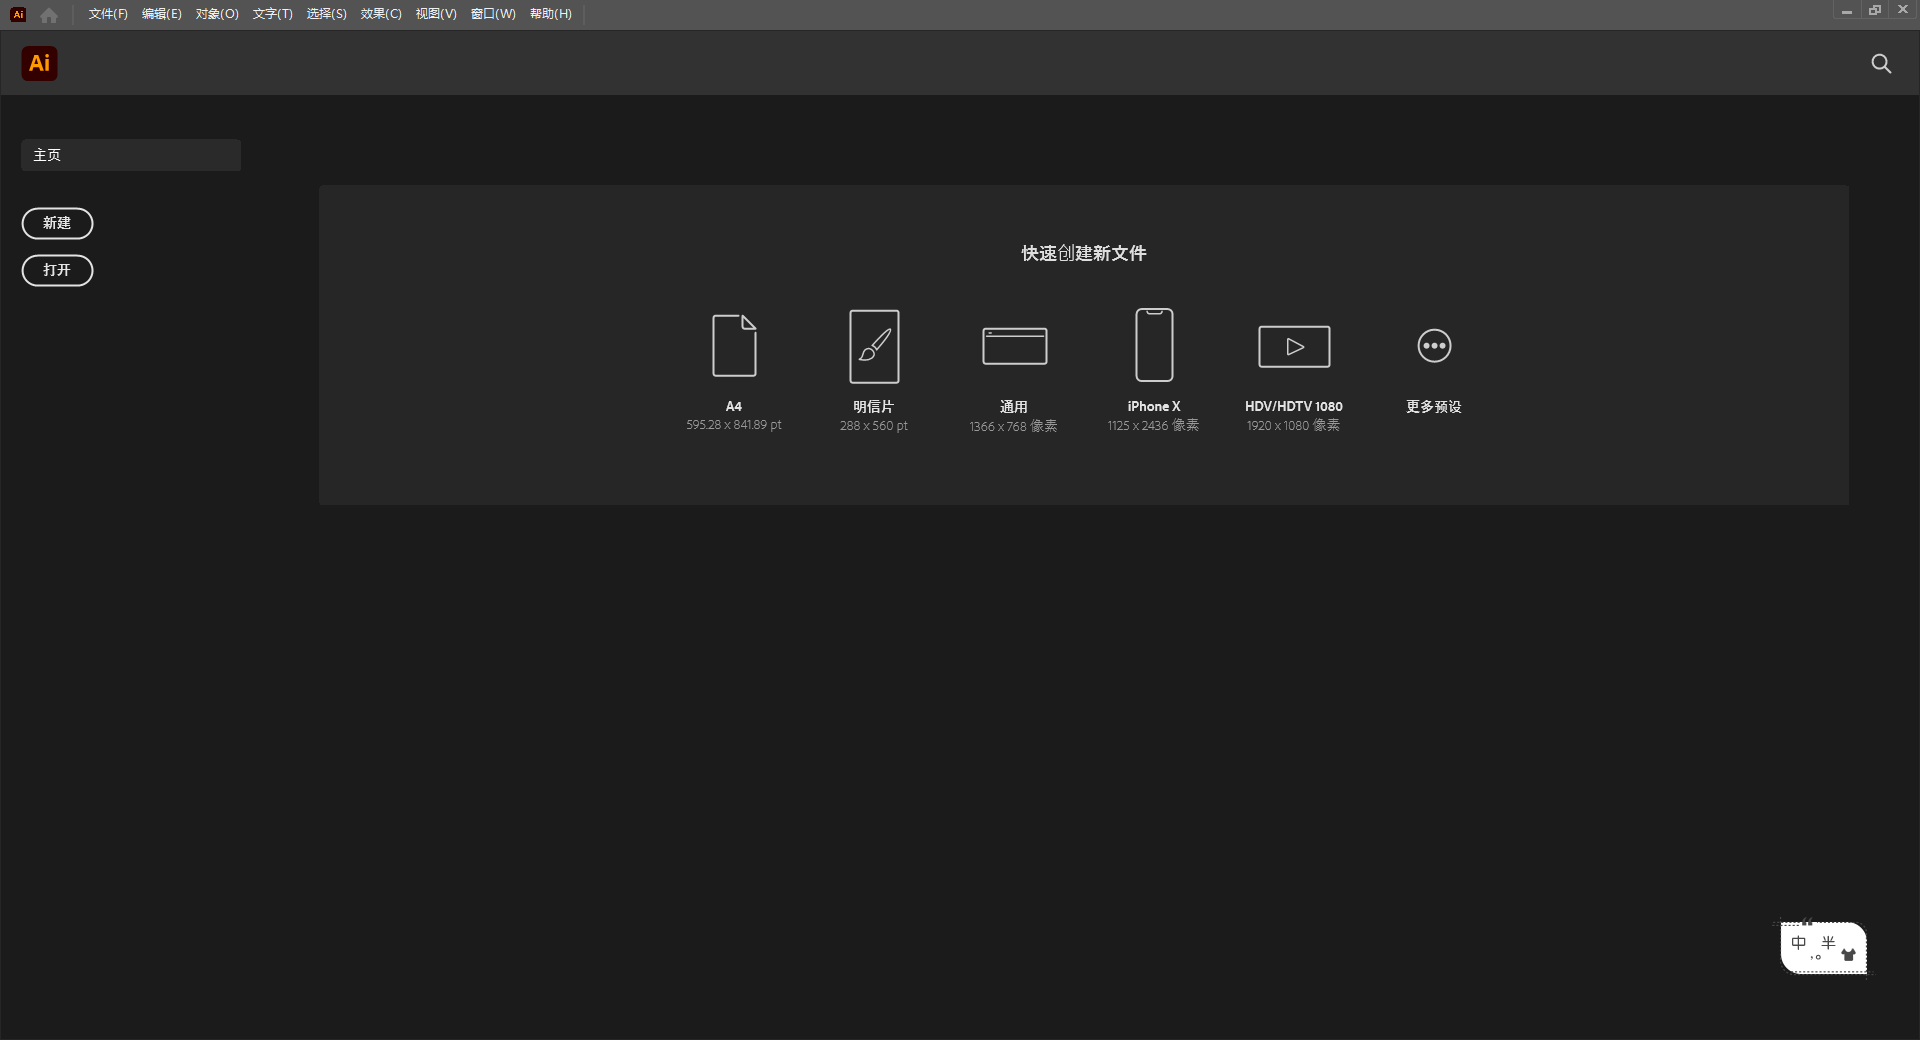 Ai 文件(F) 编辑(E) 对象(O) 文字(T) 选择(S) 效果(C) 视图(V) 窗口(W) 帮助(H)
Ai
主页
新建
打开
快速创建新文件
A4
595.28 x 841.89 pt
明信片
288 x 560 pt
通用
1366 x 768 像素
iPhone X
1125 x 2436 像素
HDV/HDTV 1080
1920 x 1080 像素
更多预设
中 半
,。